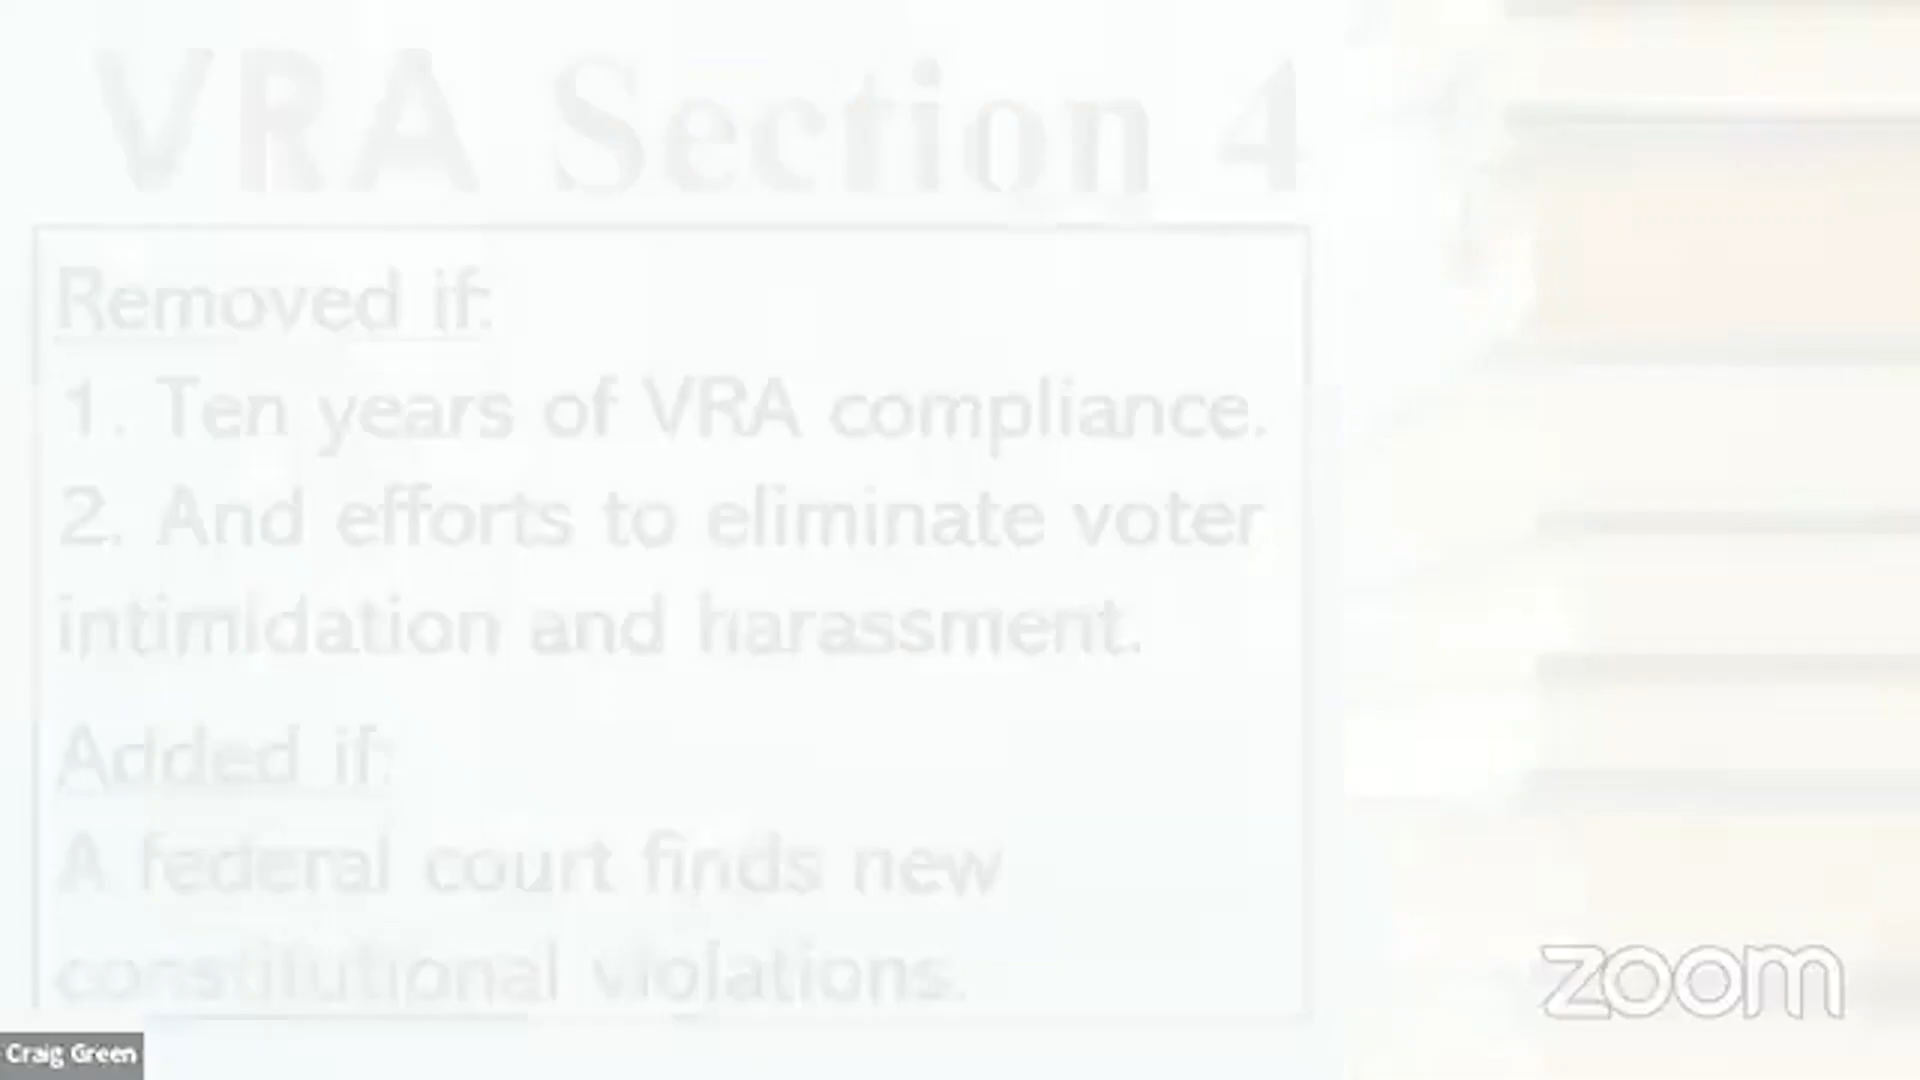 VRA Section 4
Removed if:
1. Ten years of VRA compliance.
2. And efforts to eliminate voter
intimidation and harassment.
Added if:
A federal court finds new
constitutional violations.
zoom
Craig Green